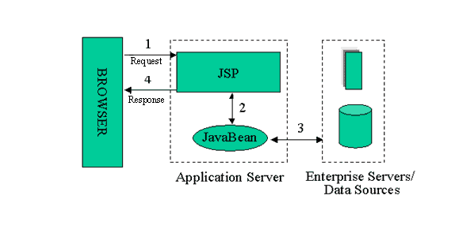 1
Request
4
Response
BROWSER
JSP
2
JavaBean
3
Application Server
Enterprise Servers/
Data Sources